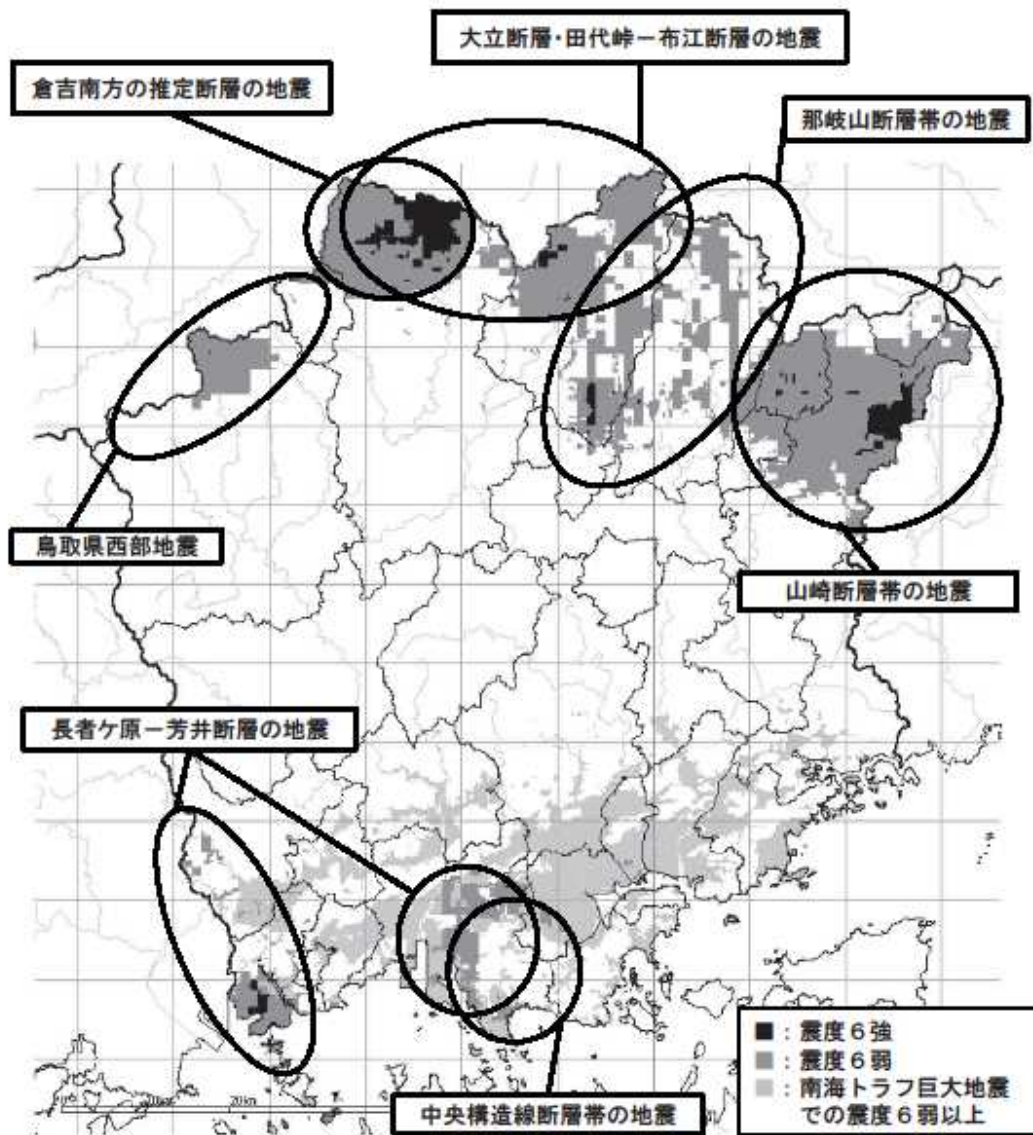 大立断層・田代峠－布江断層の地震
倉吉南方の推定断層の地震
那岐山断層帯の地震
鳥取県西部地震
山崎断層帯の地震
長者ケ原－芳井断層の地震
■：震度６強
■：震度６弱
■：南海トラフ巨大地震
での震度６弱以上
20km
中央構造線断層帯の地震